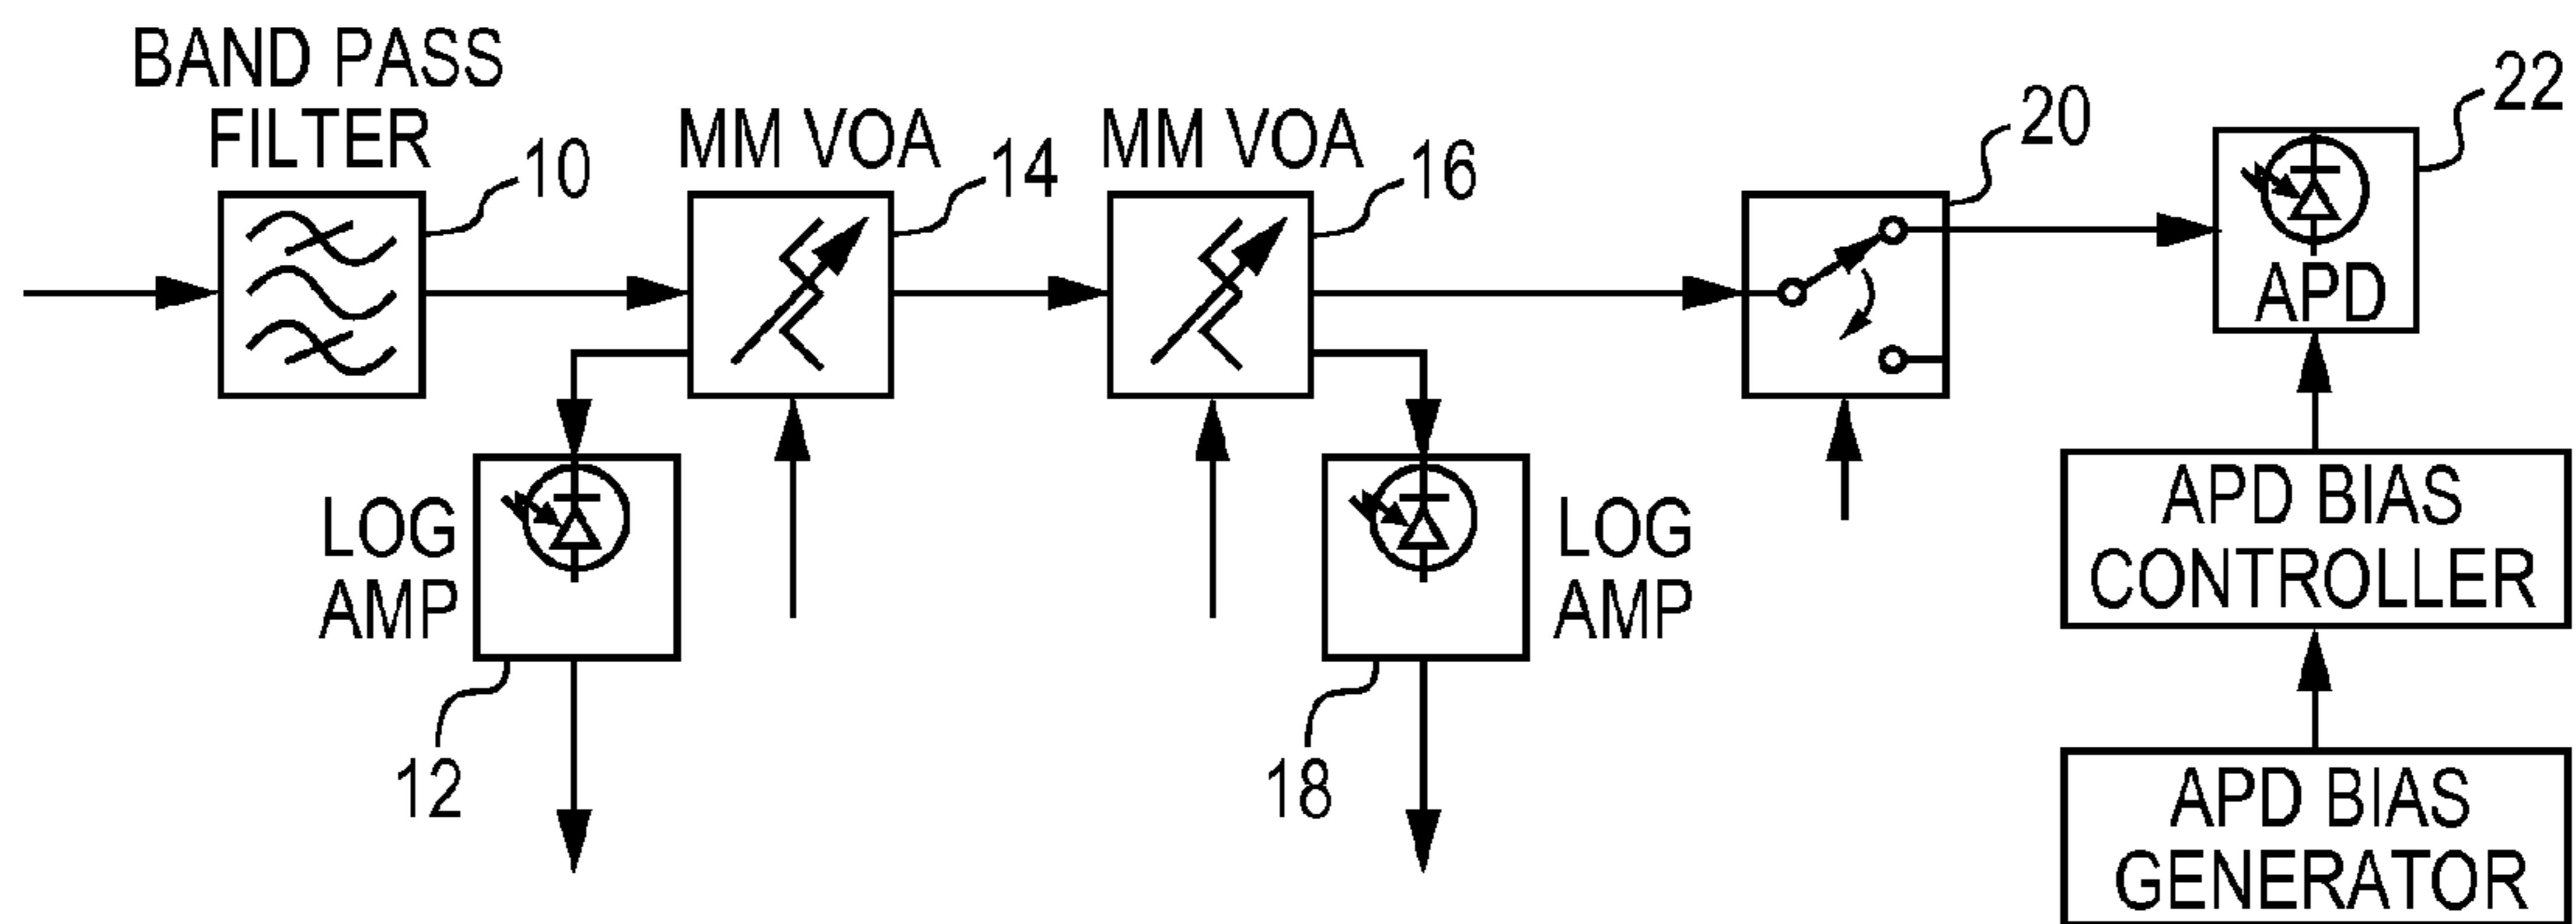 BAND PASS
FILTER
10
MM VOA
14
MM VOA
16
20
22
APD
LOG
AMP
12
LOG
AMP
18
APD BIAS
CONTROLLER
APD BIAS
GENERATOR